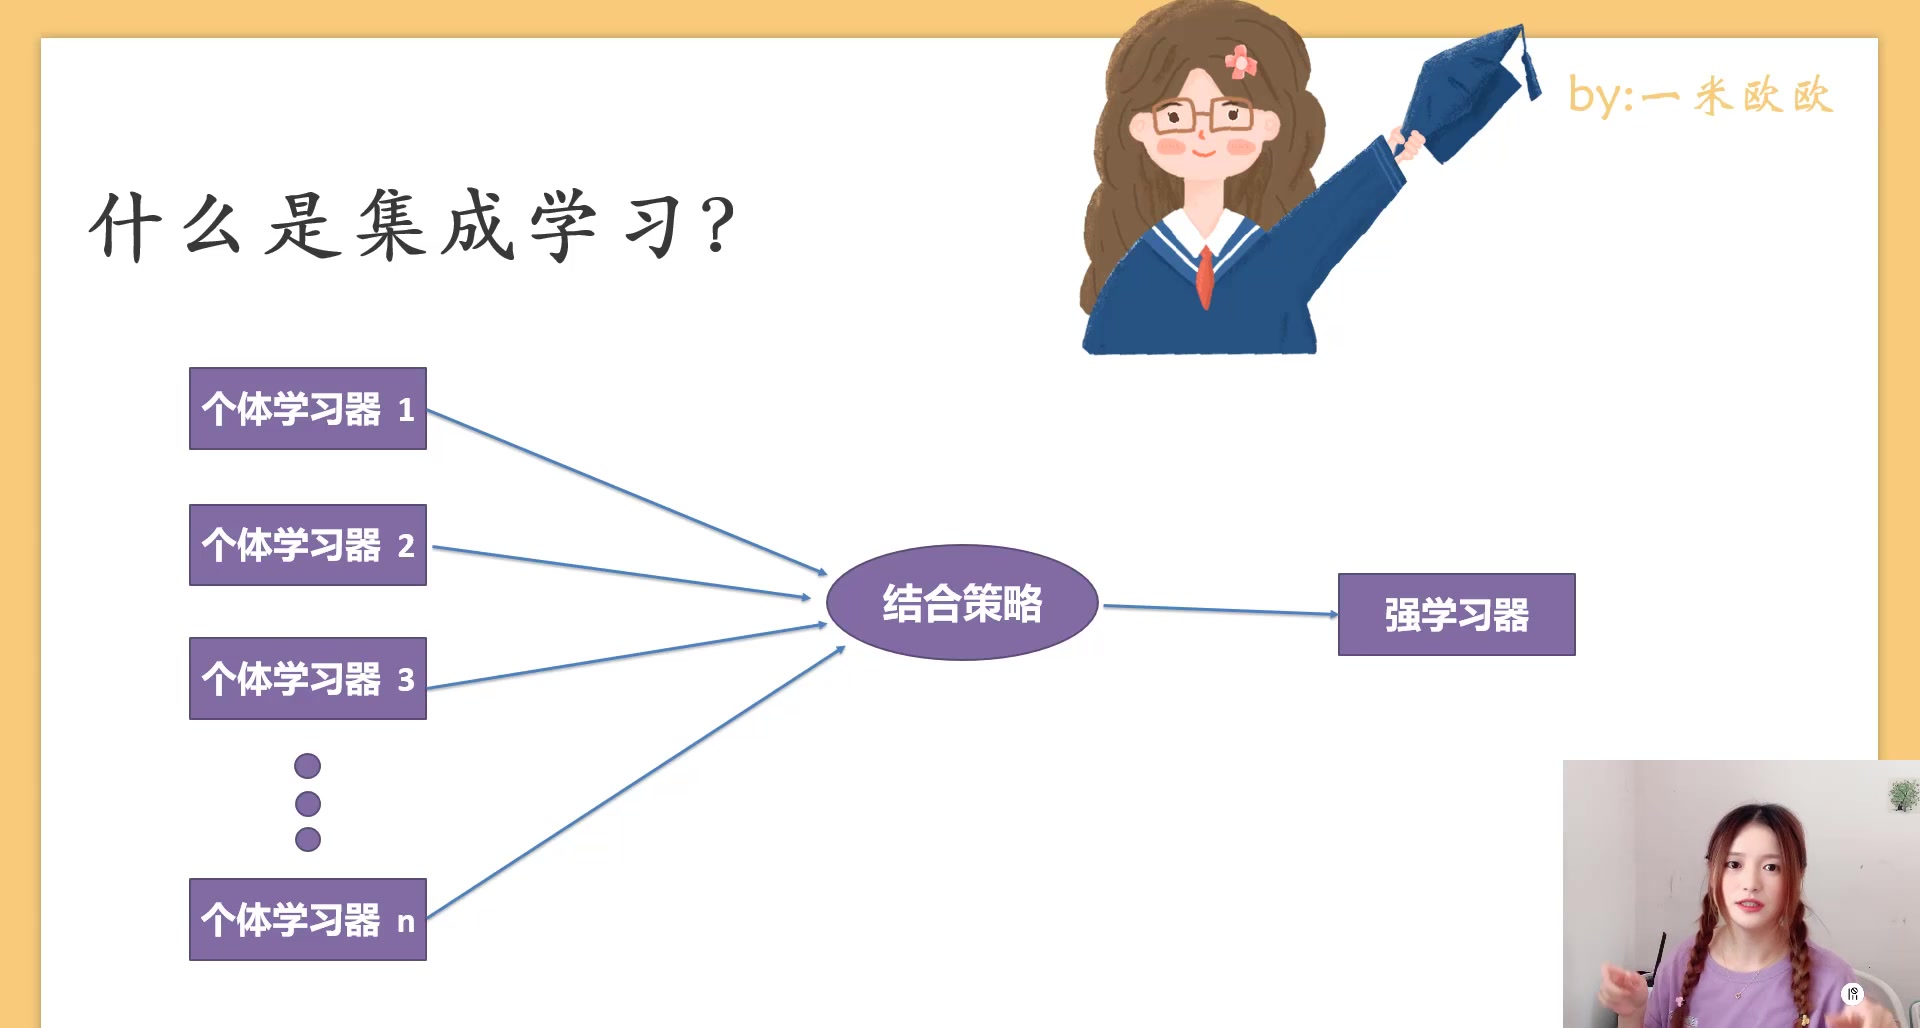 by:一米欧欧
什么是集成学习?
个体学习器 1
个体学习器 2
个体学习器 3
个体学习器 n
结合策略
强学习器